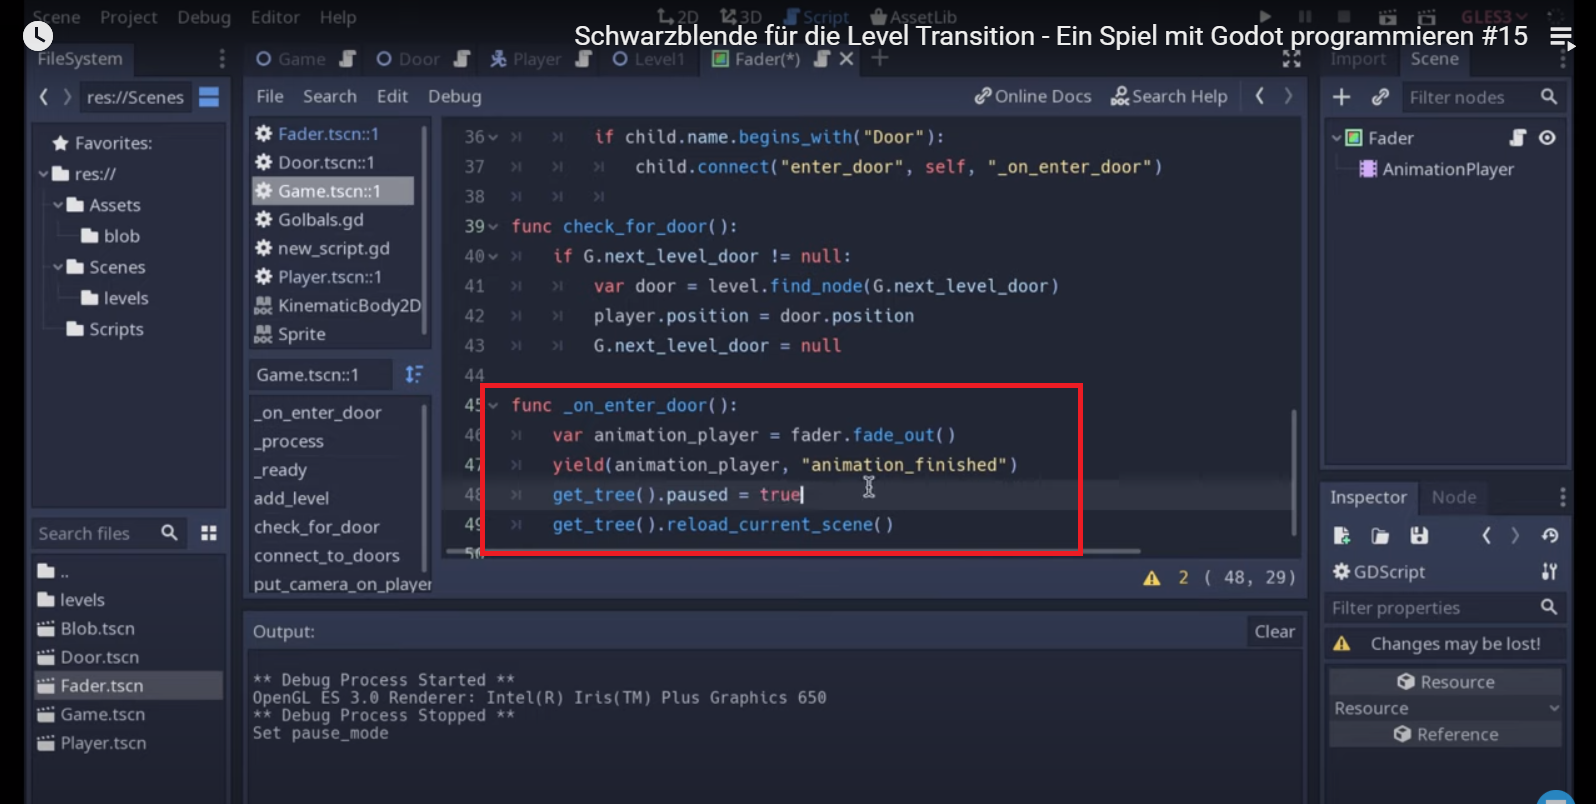 Scene Project Debug Editor Help
2D 3D Script AssetLib
GLES3
Schwarzblende für die Level Transition - Ein Spiel mit Godot programmieren #15
FileSystem
Game Door Player Level1 Fader(*)
Import Scene
res://Scenes
File Search Edit Debug
Online Docs Search Help
Filter nodes
Favorites:
res://
Assets
blob
Scenes
levels
Scripts
Search files
..
levels
Blob.tscn
Door.tscn
Fader.tscn
Game.tscn
Player.tscn
Fader.tscn::1
Door.tscn::1
Game.tscn::1
Golbals.gd
new_script.gd
Player.tscn::1
KinematicBody2D
Sprite
Game.tscn::1
_on_enter_door
_process
_ready
add_level
check_for_door
connect_to_doors
put_camera_on_player
36 if child.name.begins_with("Door"):
37 child.connect("enter_door", self, "_on_enter_door")
38
39 func check_for_door():
40 if G.next_level_door != null:
41 var door = level.find_node(G.next_level_door)
42 player.position = door.position
43 G.next_level_door = null
44
45 func _on_enter_door():
46 var animation_player = fader.fade_out()
47 yield(animation_player, "animation_finished")
48 get_tree().paused = true
49 get_tree().reload_current_scene()
50
2 ( 48, 29)
Output:
Clear
** Debug Process Started **
OpenGL ES 3.0 Renderer: Intel(R) Iris(TM) Plus Graphics 650
** Debug Process Stopped **
Set pause_mode
Fader
AnimationPlayer
Inspector Node
GDScript
Filter properties
Changes may be lost!
Resource
Resource
Reference